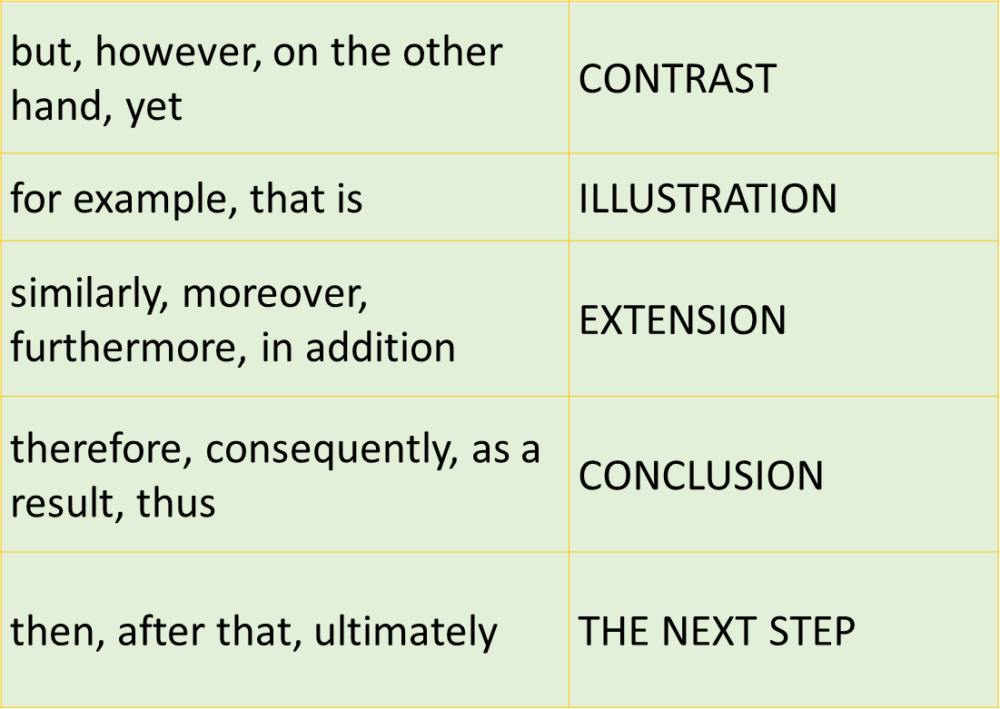 but, however, on the other
hand, yet
CONTRAST
for example, that is
ILLUSTRATION
similarly, moreover,
furthermore, in addition
EXTENSION
therefore, consequently, as a
result, thus
CONCLUSION
then, after that, ultimately
THE NEXT STEP